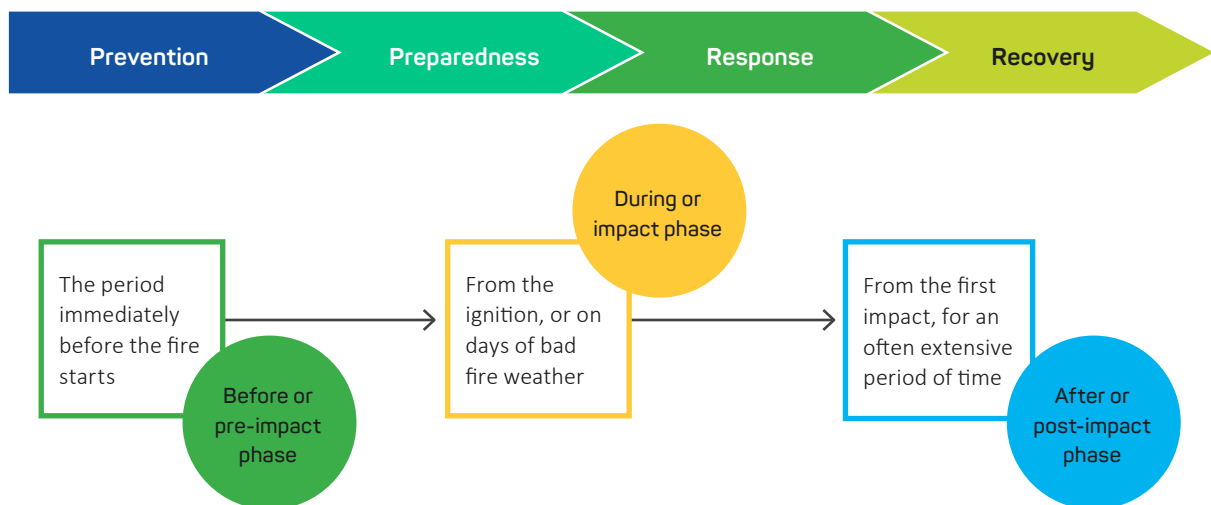 Prevention
Preparedness
Response
Recovery
The period
immediately
before the fire
starts
Before or
pre-impact
phase
From the
ignition, or on
days of bad
fire weather
During or
impact phase
From the first
impact, for an
often extensive
period of time
After or
post-impact
phase